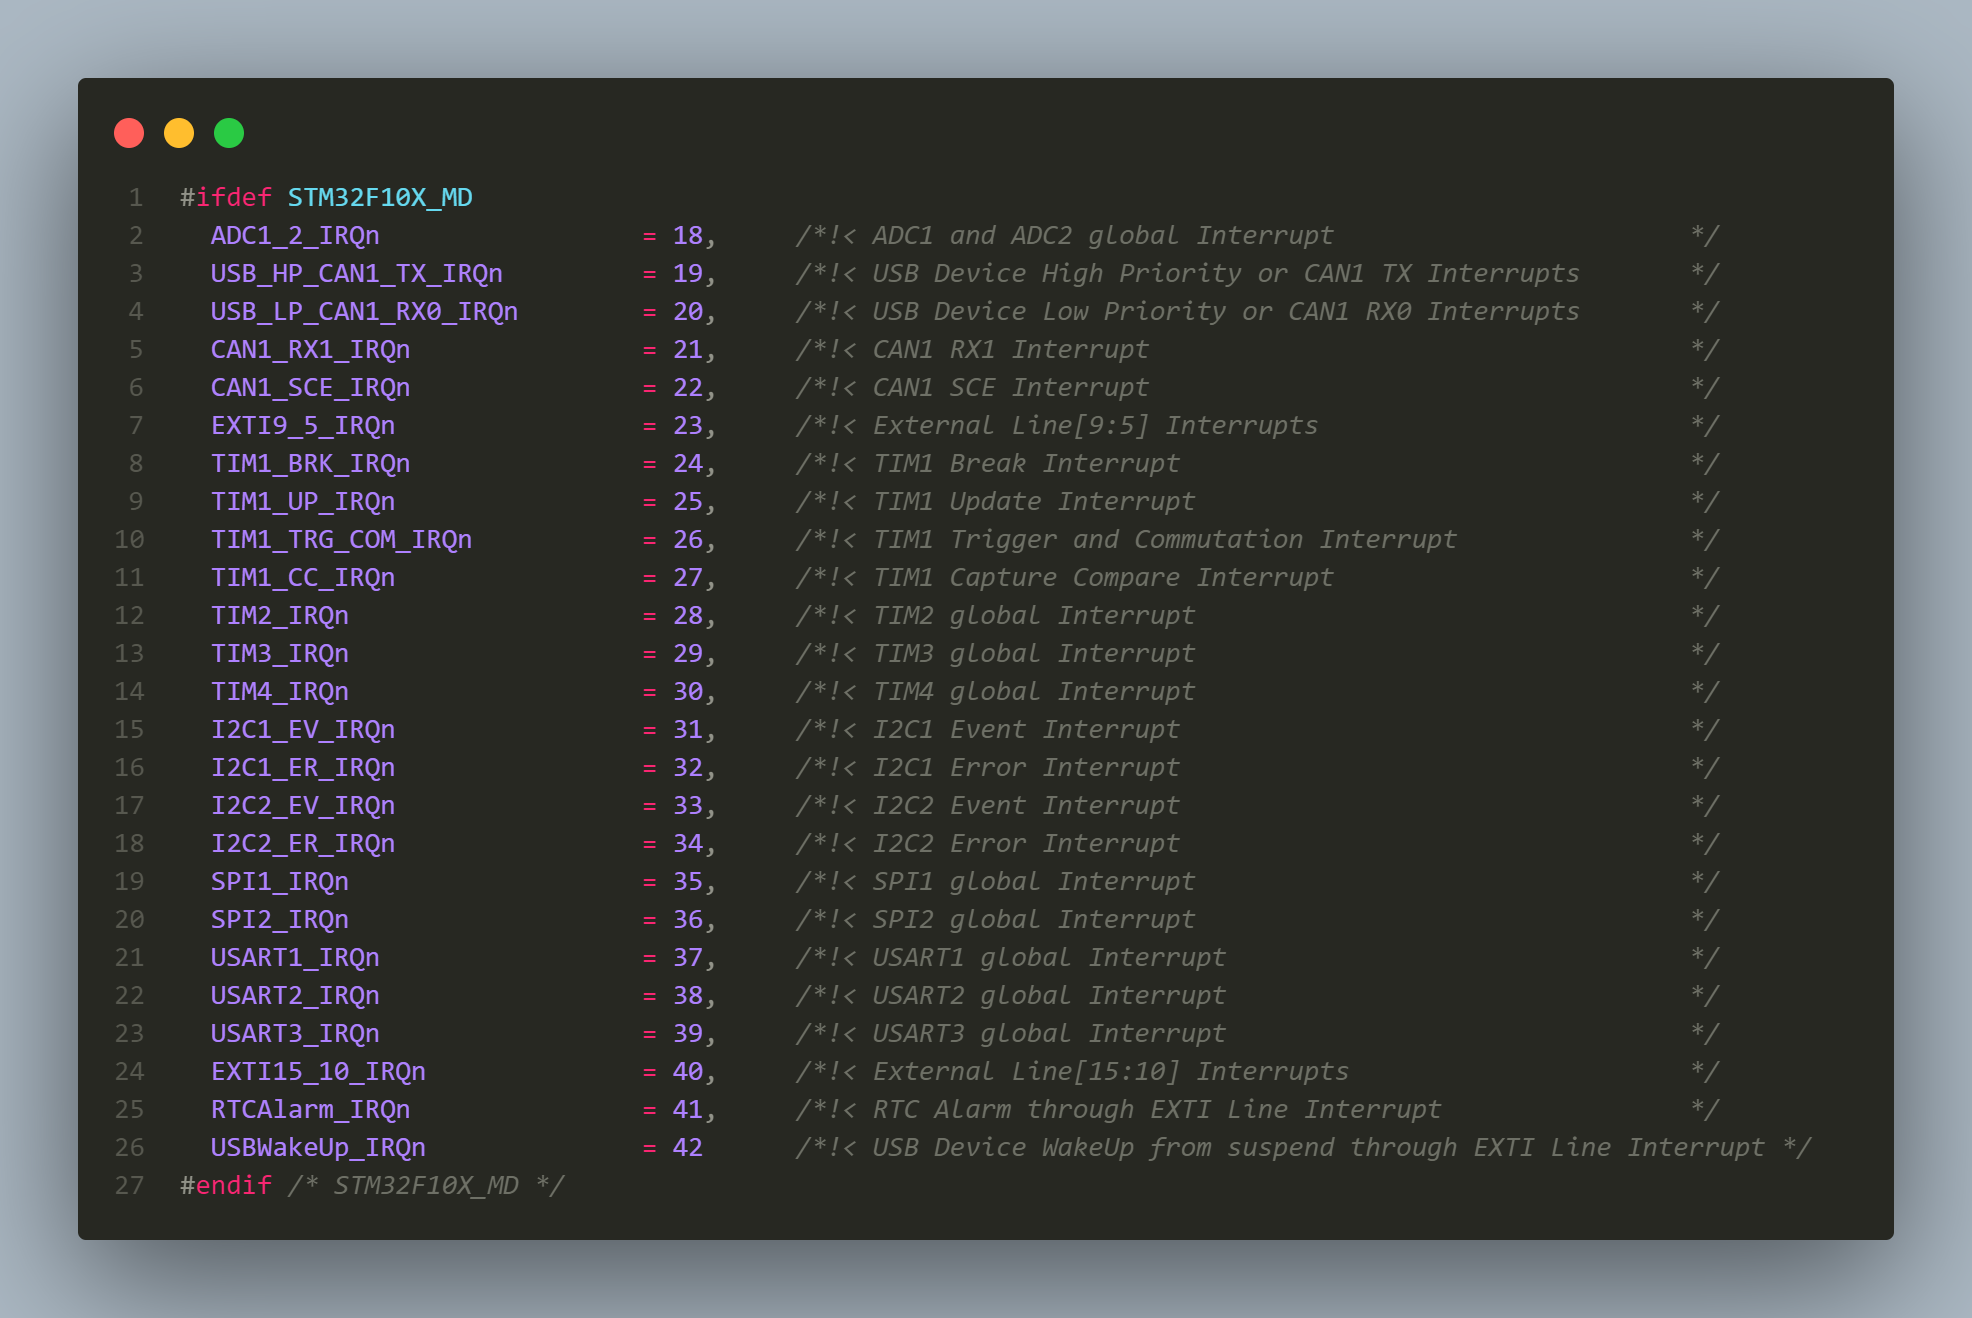 1 #ifdef STM32F10X_MD
2 ADC1_2_IRQn = 18, /*!< ADC1 and ADC2 global Interrupt */
3 USB_HP_CAN1_TX_IRQn = 19, /*!< USB Device High Priority or CAN1 TX Interrupts */
4 USB_LP_CAN1_RX0_IRQn = 20, /*!< USB Device Low Priority or CAN1 RX0 Interrupts */
5 CAN1_RX1_IRQn = 21, /*!< CAN1 RX1 Interrupt */
6 CAN1_SCE_IRQn = 22, /*!< CAN1 SCE Interrupt */
7 EXTI9_5_IRQn = 23, /*!< External Line[9:5] Interrupts */
8 TIM1_BRK_IRQn = 24, /*!< TIM1 Break Interrupt */
9 TIM1_UP_IRQn = 25, /*!< TIM1 Update Interrupt */
10 TIM1_TRG_COM_IRQn = 26, /*!< TIM1 Trigger and Commutation Interrupt */
11 TIM1_CC_IRQn = 27, /*!< TIM1 Capture Compare Interrupt */
12 TIM2_IRQn = 28, /*!< TIM2 global Interrupt */
13 TIM3_IRQn = 29, /*!< TIM3 global Interrupt */
14 TIM4_IRQn = 30, /*!< TIM4 global Interrupt */
15 I2C1_EV_IRQn = 31, /*!< I2C1 Event Interrupt */
16 I2C1_ER_IRQn = 32, /*!< I2C1 Error Interrupt */
17 I2C2_EV_IRQn = 33, /*!< I2C2 Event Interrupt */
18 I2C2_ER_IRQn = 34, /*!< I2C2 Error Interrupt */
19 SPI1_IRQn = 35, /*!< SPI1 global Interrupt */
20 SPI2_IRQn = 36, /*!< SPI2 global Interrupt */
21 USART1_IRQn = 37, /*!< USART1 global Interrupt */
22 USART2_IRQn = 38, /*!< USART2 global Interrupt */
23 USART3_IRQn = 39, /*!< USART3 global Interrupt */
24 EXTI15_10_IRQn = 40, /*!< External Line[15:10] Interrupts */
25 RTCAlarm_IRQn = 41, /*!< RTC Alarm through EXTI Line Interrupt */
26 USBWakeUp_IRQn = 42 /*!< USB Device WakeUp from suspend through EXTI Line Interrupt */
27 #endif /* STM32F10X_MD */